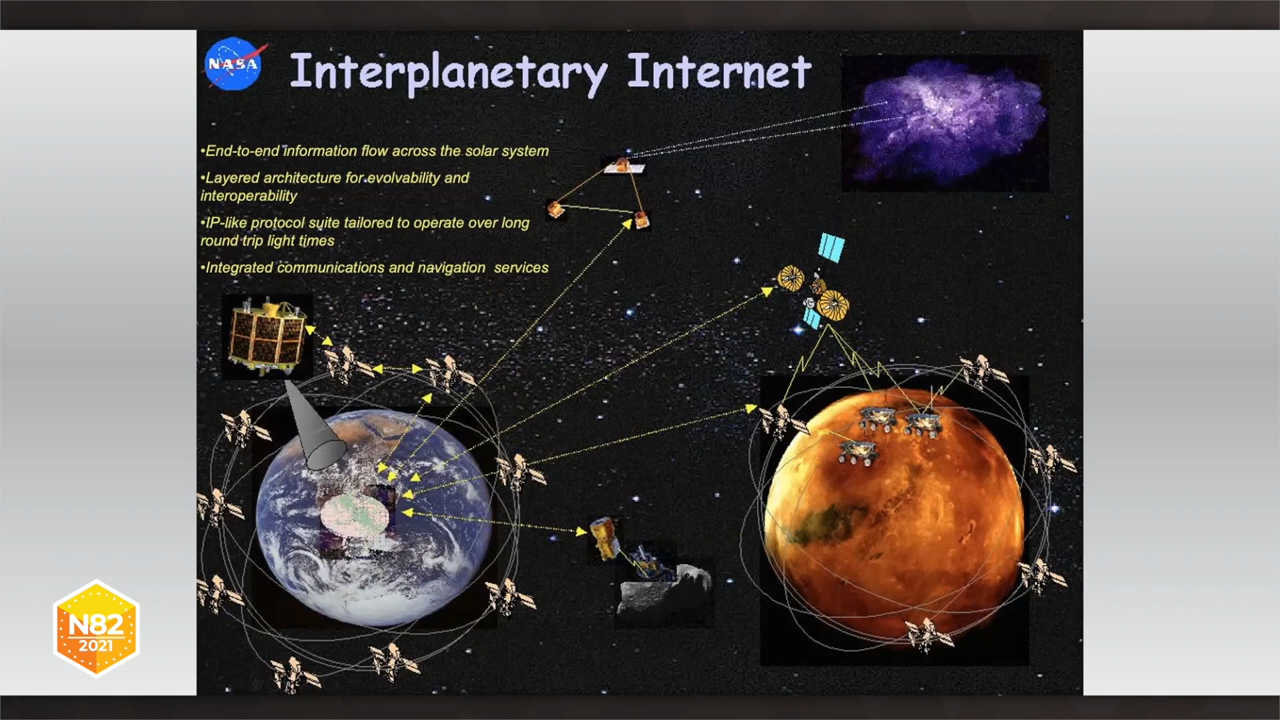 NASA
Interplanetary Internet
•End-to-end information flow across the solar system
•Layered architecture for evolvability and
interoperability
•IP-like protocol suite tailored to operate over long
round trip light times
•Integrated communications and navigation services
N82
2021